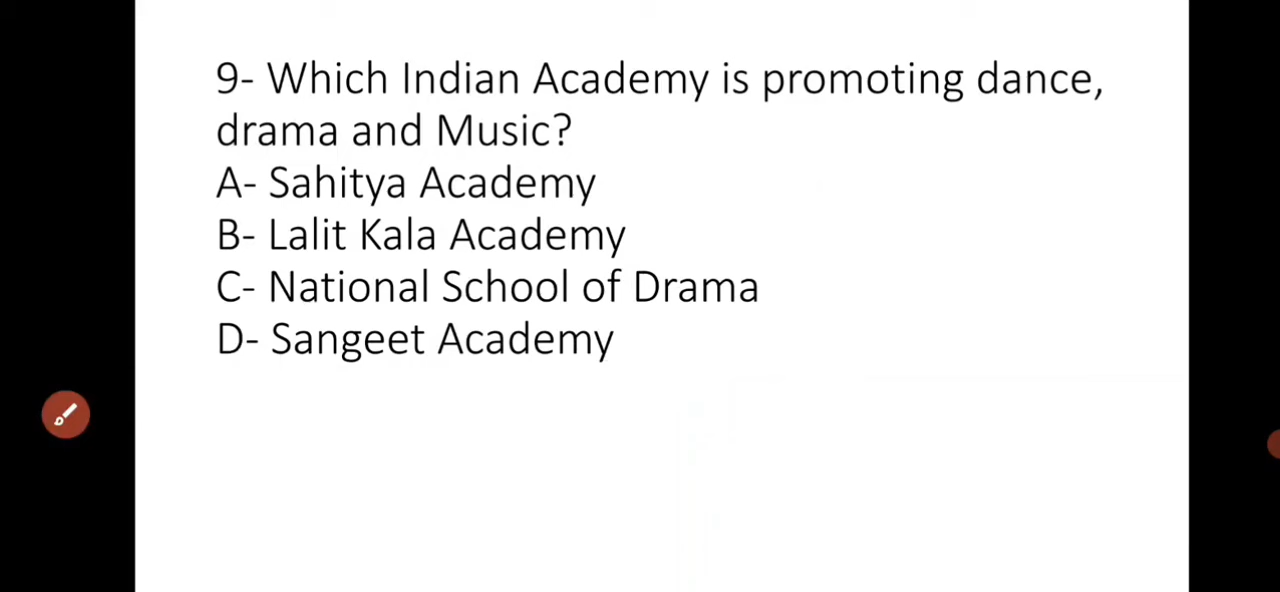 9- Which Indian Academy is promoting dance,
drama and Music?
A- Sahitya Academy
B- Lalit Kala Academy
C- National School of Drama
D- Sangeet Academy